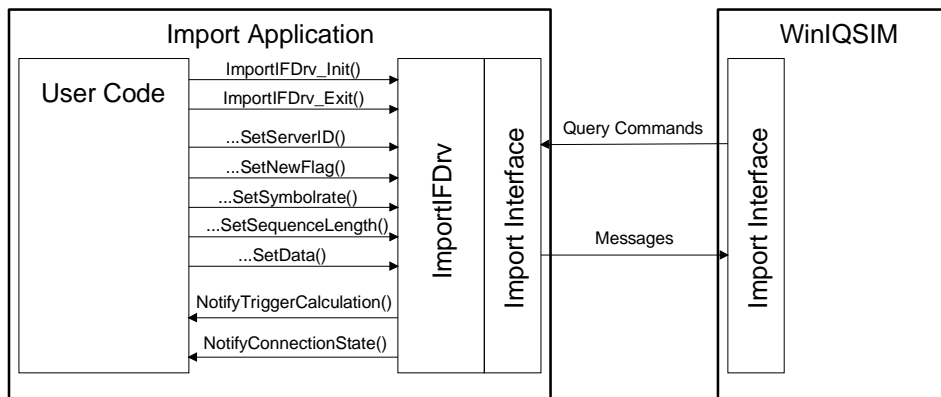 Import Application
WinIQSIM
User Code
ImportIFDrv_Init()
ImportIFDrv_Exit()
...SetServerID()
...SetNewFlag()
...SetSymbolrate()
...SetSequenceLength()
...SetData()
NotifyTriggerCalculation()
NotifyConnectionState()
ImportIFDrv
Import Interface
Query Commands
Messages
Import Interface